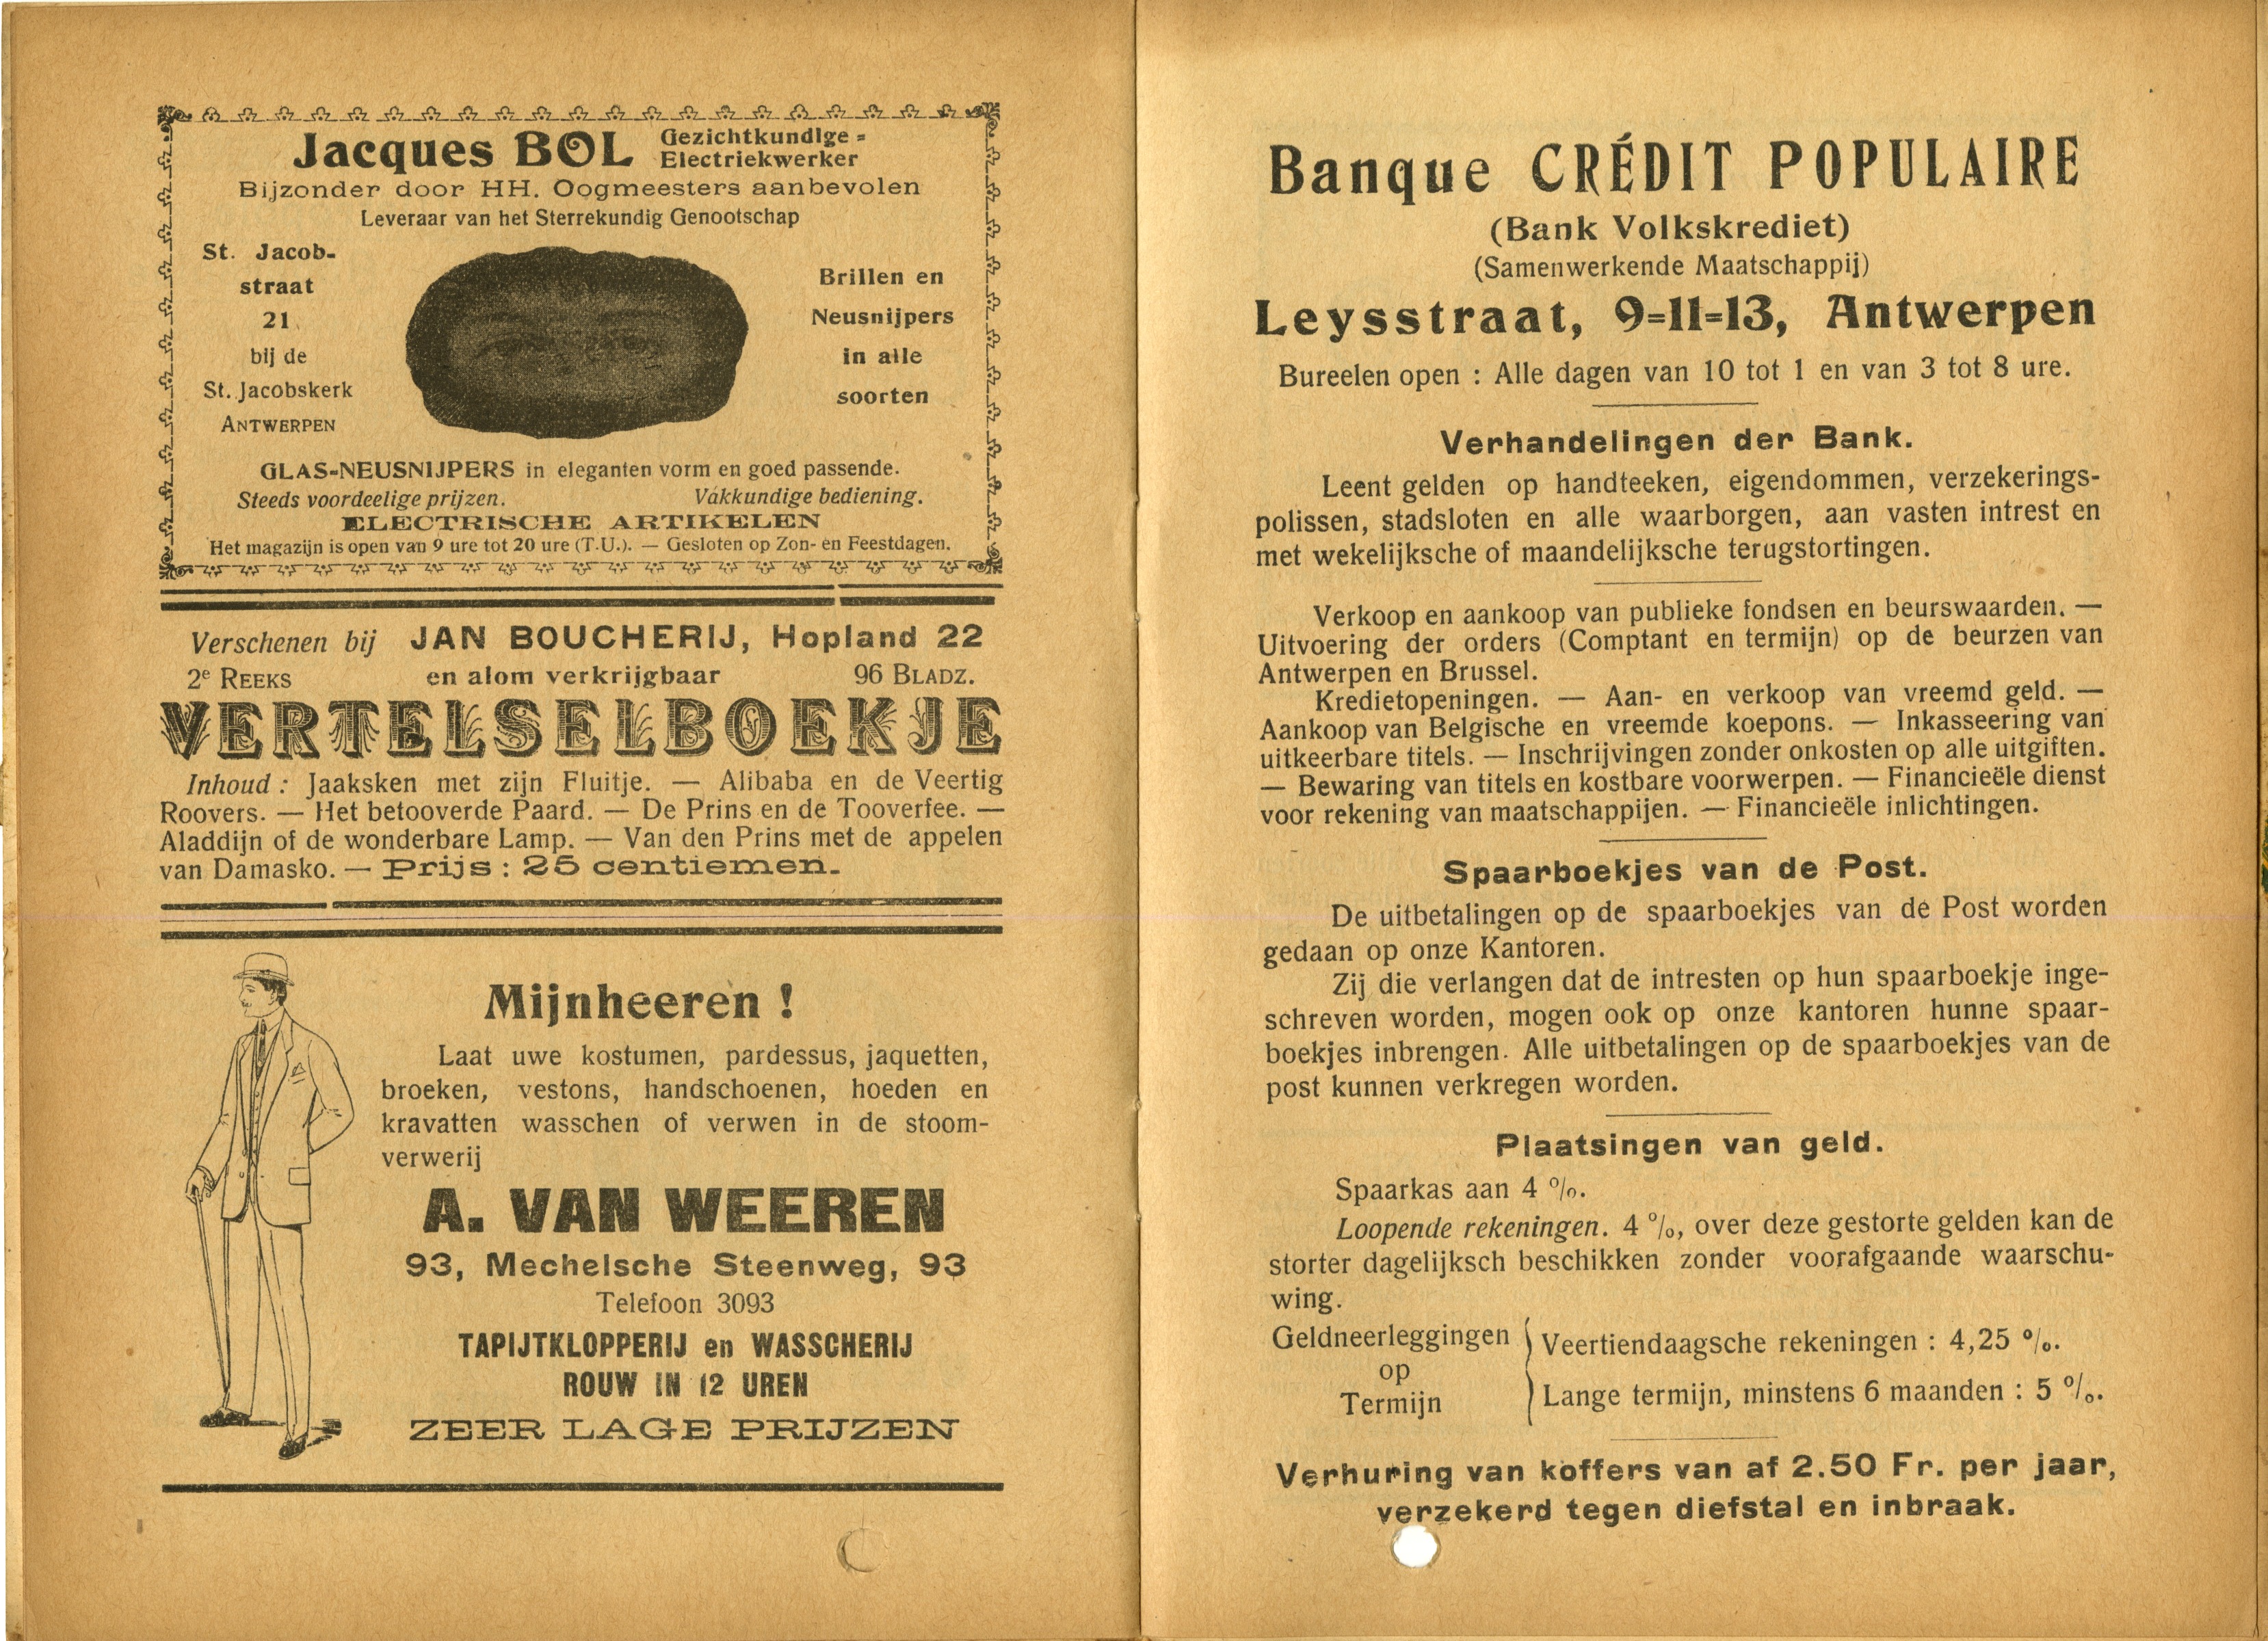 Jacques BOL Gezichtkundige =
Electriekwerker
Bijzonder door HH. Oogmeesters aanbevolen
Leveraar van het Sterrekundig Genootschap
St. Jacob-
straat
21
bij de
St. Jacobskerk
ANTWERPEN
Brillen en
Neusnijpers
in alle
soorten
GLAS-NEUSNIJPERS in eleganten vorm en goed passende.
Steeds voordeelige prijzen. Vakkundige bediening.
ELECTRISCHE ARTIKELEN
Het magazijn is open van 9 ure tot 20 ure (T.U.). — Gesloten op Zon- en Feestdagen.
Verschenen bij JAN BOUCHERIJ, Hopland 22
2e REEKS en alom verkrijgbaar 96 BLADZ.
VERTELSELBOEKJE
Inhoud : Jaaksken met zijn Fluitje. — Alibaba en de Veertig
Roovers. — Het betooverde Paard. — De Prins en de Tooverfee. —
Aladdijn of de wonderbare Lamp. — Van den Prins met de appelen
van Damasko. — Prijs : 25 centiemen.
Mijnheeren !
Laat uwe kostumen, pardessus, jaquetten,
broeken, vestons, handschoenen, hoeden en
kravatten wasschen of verwen in de stoom-
verwerij
A. VAN WEEREN
93, Mechelsche Steenweg, 93
Telefoon 3093
TAPIJTKLOPPERIJ en WASSCHERIJ
ROUW IN 12 UREN
ZEER LAGE PRIJZEN
Banque CRÉDIT POPULAIRE
(Bank Volkskrediet)
(Samenwerkende Maatschappij)
Leysstraat, 9=11=13, Antwerpen
Bureelen open : Alle dagen van 10 tot 1 en van 3 tot 8 ure.
Verhandelingen der Bank.
Leent gelden op handteeken, eigendommen, verzekerings-
polissen, stadsloten en alle waarborgen, aan vasten intrest en
met wekelijksche of maandelijksche terugstortingen.
Verkoop en aankoop van publieke fondsen en beurswaarden. —
Uitvoering der orders (Comptant en termijn) op de beurzen van
Antwerpen en Brussel.
Kredietopeningen. — Aan- en verkoop van vreemd geld. —
Aankoop van Belgische en vreemde koepons. — Inkasseering van
uitkeerbare titels. — Inschrijvingen zonder onkosten op alle uitgiften.
— Bewaring van titels en kostbare voorwerpen. — Financieële dienst
voor rekening van maatschappijen. — Financieële inlichtingen.
Spaarboekjes van de Post.
De uitbetalingen op de spaarboekjes van de Post worden
gedaan op onze Kantoren.
Zij die verlangen dat de intresten op hun spaarboekje inge-
schreven worden, mogen ook op onze kantoren hunne spaar-
boekjes inbrengen. Alle uitbetalingen op de spaarboekjes van de
post kunnen verkregen worden.
Plaatsingen van geld.
Spaarkas aan 4 %.
Loopende rekeningen. 4 %, over deze gestorte gelden kan de
storter dagelijksch beschikken zonder voorafgaande waarschu-
wing.
Geldneerleggingen
op
Termijn
Veertiendaagsche rekeningen : 4,25 %.
Lange termijn, minstens 6 maanden : 5 %.
Verhuring van koffers van af 2.50 Fr. per jaar,
verzekerd tegen diefstal en inbraak.